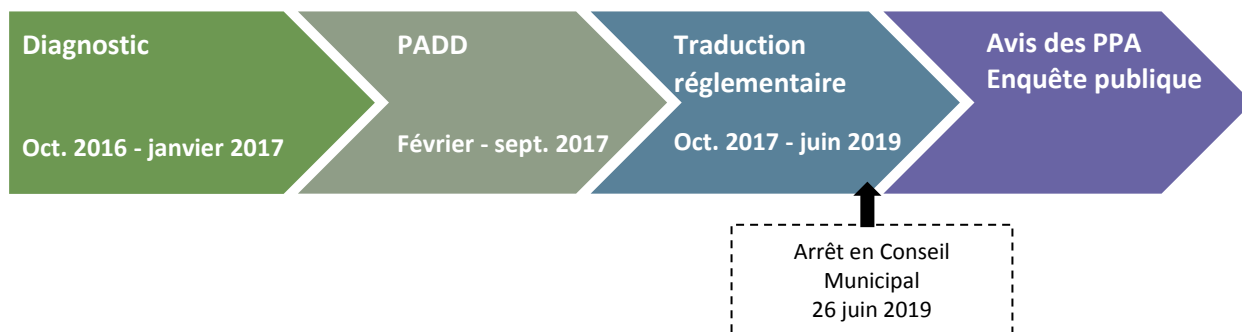 Diagnostic
Oct. 2016 - janvier 2017
PADD
Février - sept. 2017
Traduction
réglementaire
Oct. 2017 - juin 2019
Avis des PPA
Enquête publique
Arrêt en Conseil
Municipal
26 juin 2019